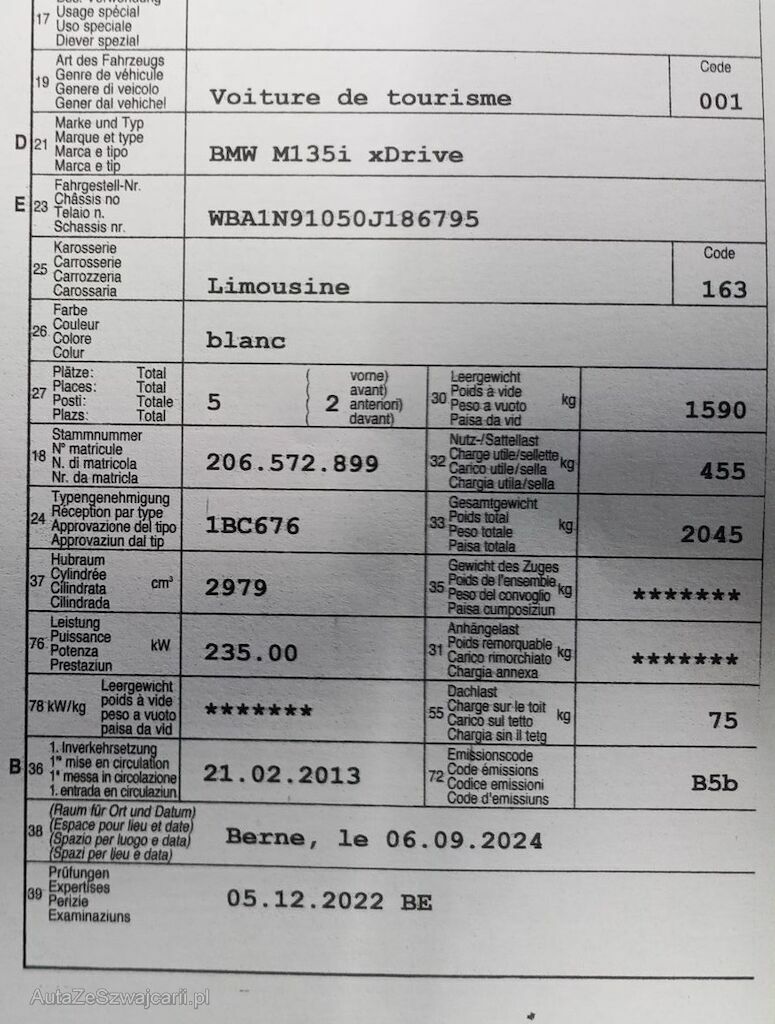 17
Usage spécial
Uso speciale
Diever spezial
19
Art des Fahrzeugs
Genre de véhicule
Genere di veicolo
Gener dal vehichel
Voiture de tourisme
Code
001
D 21
Marke und Typ
Marque et type
Marca e tipo
Marca e tip
BMW M135i xDrive
E 23
Fahrgestell-Nr.
Châssis no
Telaio n.
Schassis nr.
WBA1N91050J186795
25
Karosserie
Carrosserie
Carrozzeria
Carossaria
Limousine
Code
163
26
Farbe
Couleur
Colore
Colur
blanc
27
Plätze: Total
Places: Total
Posti: Totale
Plazs: Total
5
( vorne)
( 2 avant)
( anteriori)
( davant)
30
Leergewicht
Poids à vide
Peso a vuoto
Paisa da vid
kg
1590
18
Stammnummer
N° matricule
N. di matricola
Nr. da matricla
206.572.899
32
Nutz-/Sattellast
Charge utile/sellette
Carico utile/sella
Chargia utila/sella
kg
455
24
Typengenehmigung
Réception par type
Approvazione del tipo
Approvaziun dal tip
1BC676
33
Gesamtgewicht
Poids total
Peso totale
Paisa totala
kg
2045
37
Hubraum
Cylindrée
Cilindrata
Cilindrada
cm³
2979
35
Gewicht des Zuges
Poids de l'ensemble
Peso del convoglio
Paisa cumposiziun
kg
*******
76
Leistung
Puissance
Potenza
Prestaziun
kW
235.00
31
Anhängelast
Poids remorquable
Carico rimorchiato
Chargia annexa
kg
*******
78 kW/kg
Leergewicht
poids à vide
peso a vuoto
paisa da vid
*******
55
Dachlast
Charge sur le toit
Carico sul tetto
Chargia sin il tetg
kg
75
B 36
1. Inverkehrsetzung
1re mise en circulation
1a messa in circolazione
1. entrada en circulaziun
21.02.2013
72
Emissionscode
Code émissions
Codice emissioni
Code d'emissiuns
B5b
38
(Raum für Ort und Datum)
(Espace pour lieu et date)
(Spazio per luogo e data)
(Spazi per lieu e data)
Berne, le 06.09.2024
39
Prüfungen
Expertises
Perizie
Examinaziuns
05.12.2022 BE
AutaZeSzwajcarii.pl